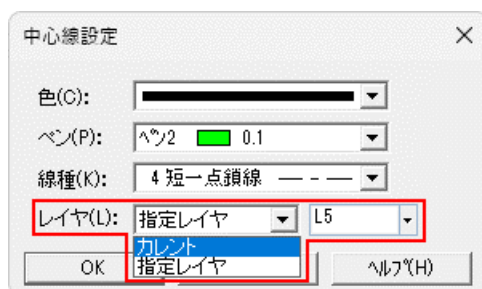 中心線設定
色(C):
ペン(P): ペン2 0.1
線種(K): 4 短一点鎖線
レイヤ(L): 指定レイヤ L5
カレント
指定レイヤ
OK ヘルプ(H)